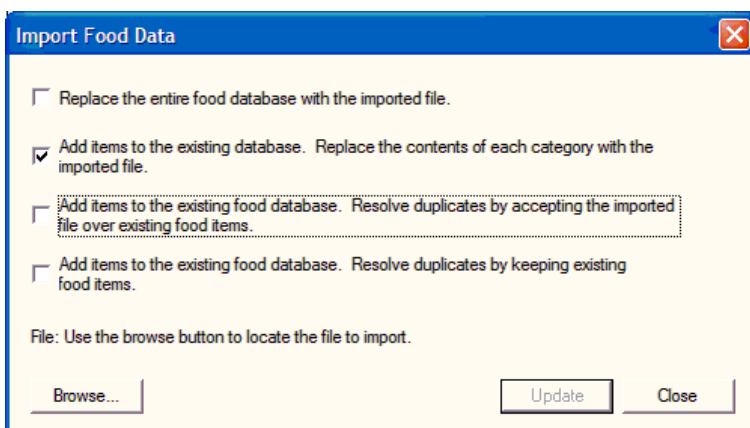 Import Food Data
Replace the entire food database with the imported file.
Add items to the existing database.  Replace the contents of each category with the
imported file.
Add items to the existing food database.  Resolve duplicates by accepting the imported
file over existing food items.
Add items to the existing food database.  Resolve duplicates by keeping existing
food items.
File: Use the browse button to locate the file to import.
Browse...
Update
Close